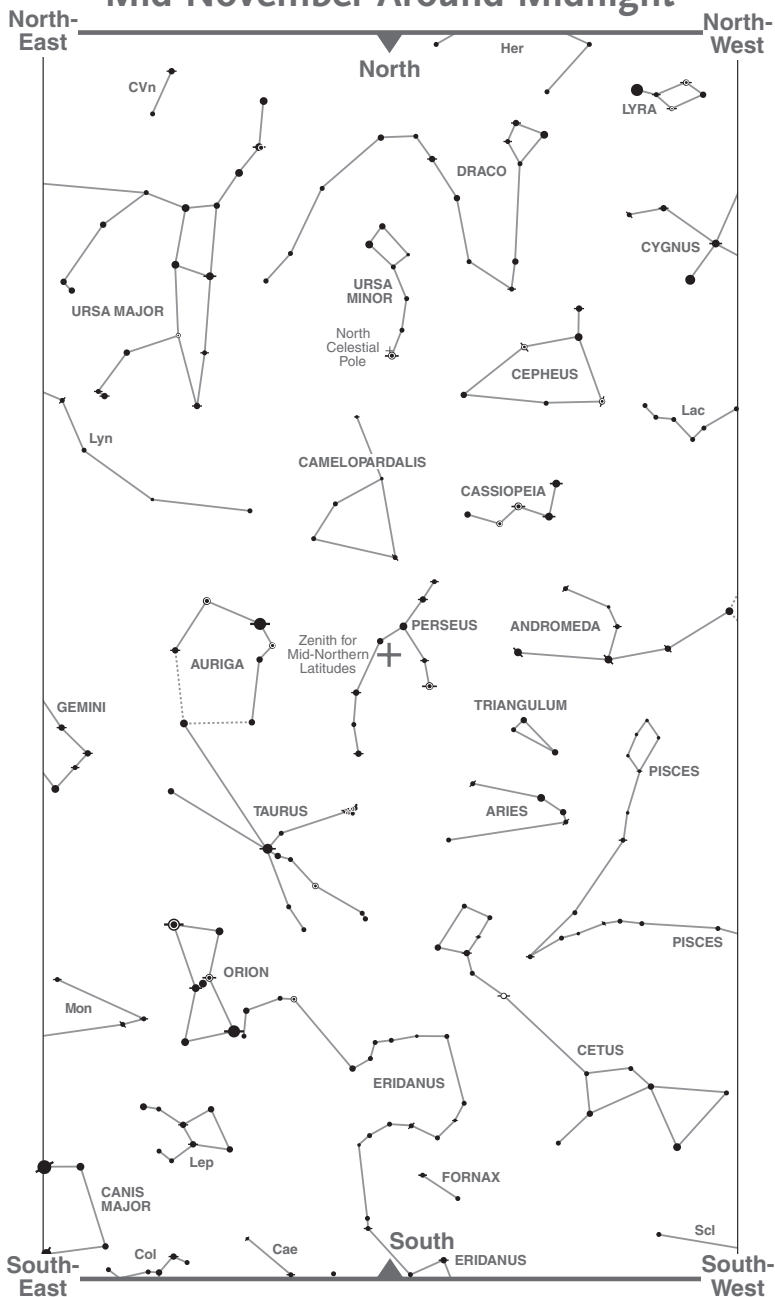 Mid-November Around Midnight
North-
East
North-
West
North
Her
CVn
LYRA
DRACO
CYGNUS
URSA MAJOR
URSA
MINOR
North
Celestial
Pole
CEPHEUS
Lac
Lyn
CAMELOPARDALIS
CASSIOPEIA
PERSEUS
ANDROMEDA
Zenith for
Mid-Northern
Latitudes
AURIGA
GEMINI
TRIANGULUM
PISCES
TAURUS
ARIES
PISCES
ORION
Mon
CETUS
ERIDANUS
Lep
FORNAX
CANIS
MAJOR
Scl
Col
Cae
South
ERIDANUS
South-
East
South-
West